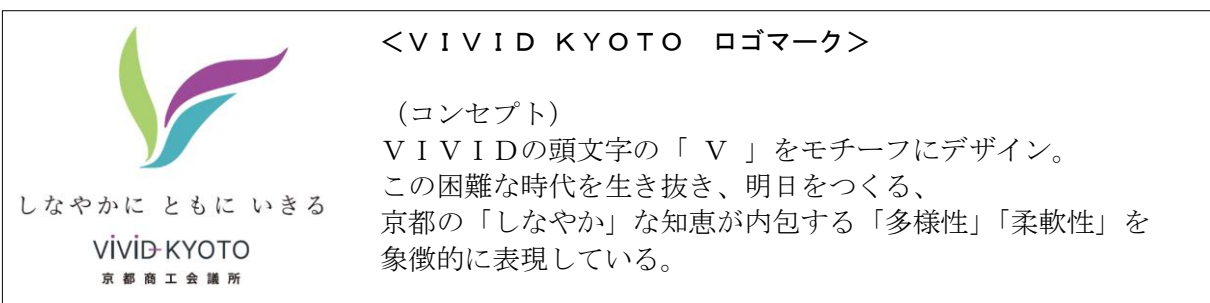 しなやかに ともに いきる
ViViD-KYOTO
京都商工会議所
＜ＶＩＶＩＤ ＫＹＯＴＯ　ロゴマーク＞
（コンセプト）
ＶＩＶＩＤの頭文字の「 Ｖ 」をモチーフにデザイン。
この困難な時代を生き抜き、明日をつくる、
京都の「しなやか」な知恵が内包する「多様性」「柔軟性」を
象徴的に表現している。